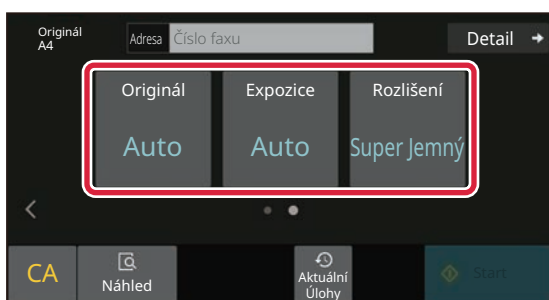 Originál
A4
Adresa Číslo faxu
Detail
Originál Expozice Rozlišení
Auto Auto Super Jemný
CA
Náhled
Aktuální
Úlohy
Start